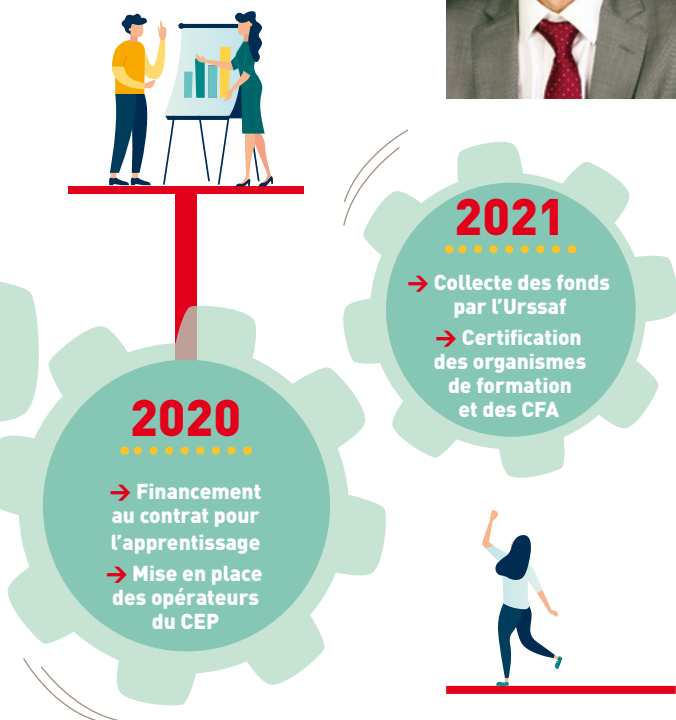 2021
→ Collecte des fonds
par l’Urssaf
→ Certification
des organismes
de formation
et des CFA
2020
→ Financement
au contrat pour
l’apprentissage
→ Mise en place
des opérateurs
du CEP